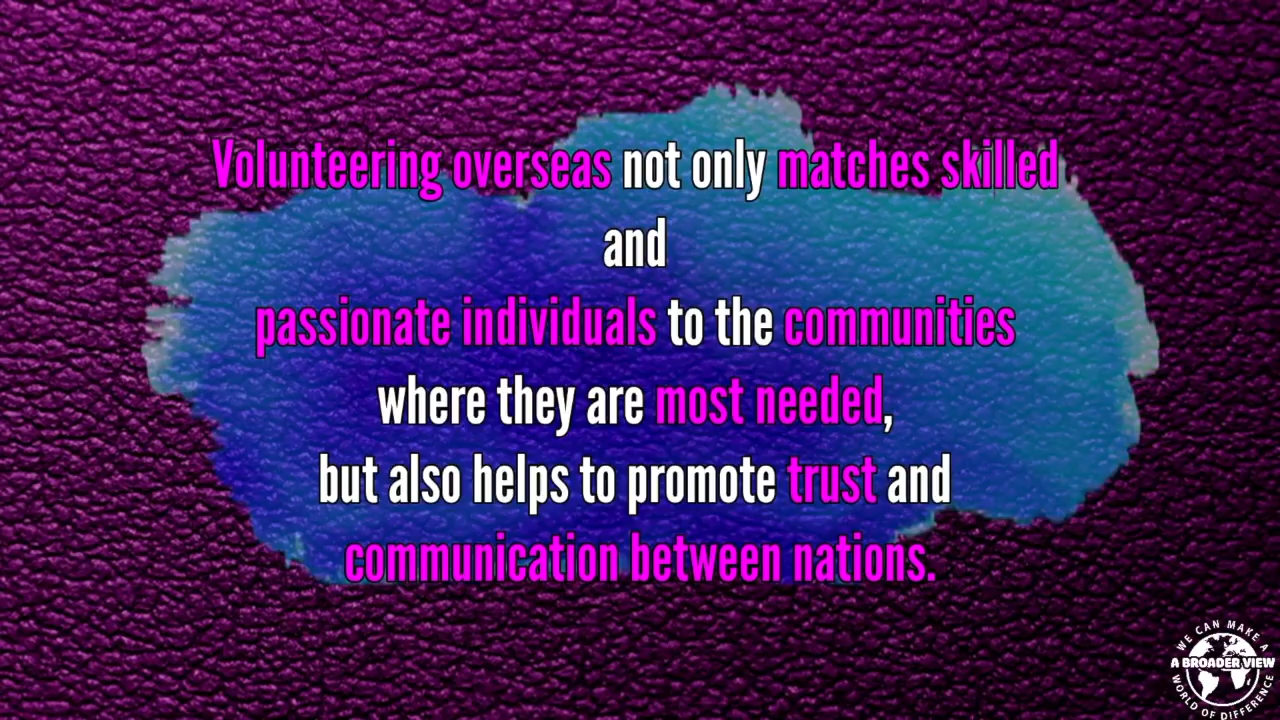 Volunteering overseas not only matches skilled
and
passionate individuals to the communities
where they are most needed,
but also helps to promote trust and
communication between nations.
WE CAN MAKE A
A BROADER VIEW
WORLD OF DIFFERENCE